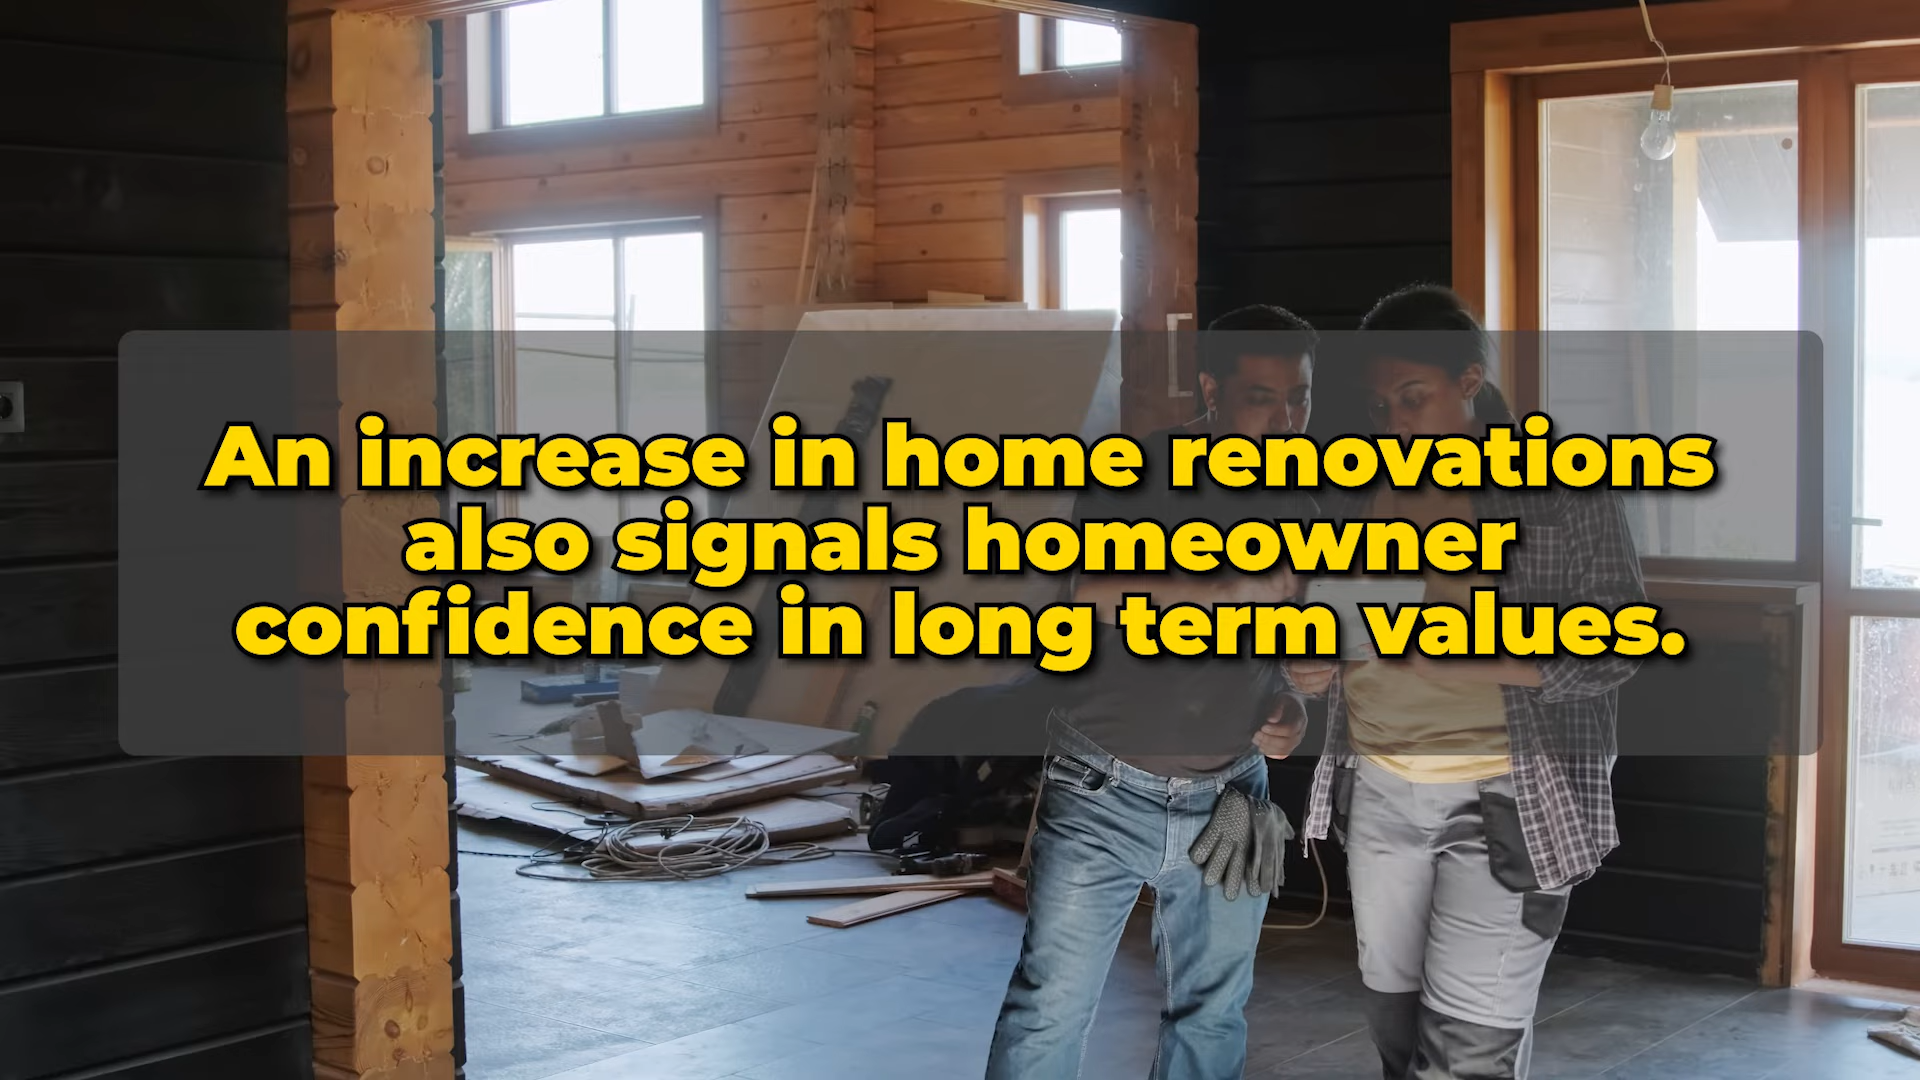 An increase in home renovations
also signals homeowner
confidence in long term values.